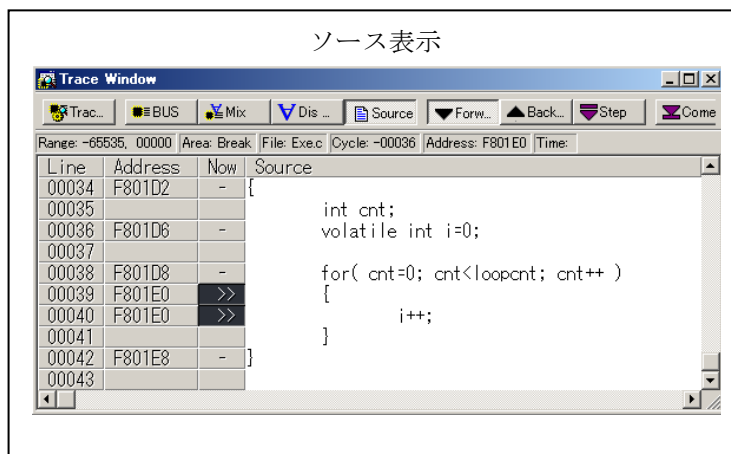 ソース表示
Trace Window
Trac... BUS Mix Dis ... Source Forw... Back... Step Come
Range: -65535, 00000 Area: Break File: Exe.c Cycle: -00036 Address: F801E0 Time:
Line Address Now Source
00034 F801D2 - {
00035 int cnt;
00036 F801D6 - volatile int i=0;
00037
00038 F801D8 - for( cnt=0; cnt<loopcnt; cnt++ )
00039 F801E0 >> {
00040 F801E0 >> i++;
00041 }
00042 F801E8 - }
00043